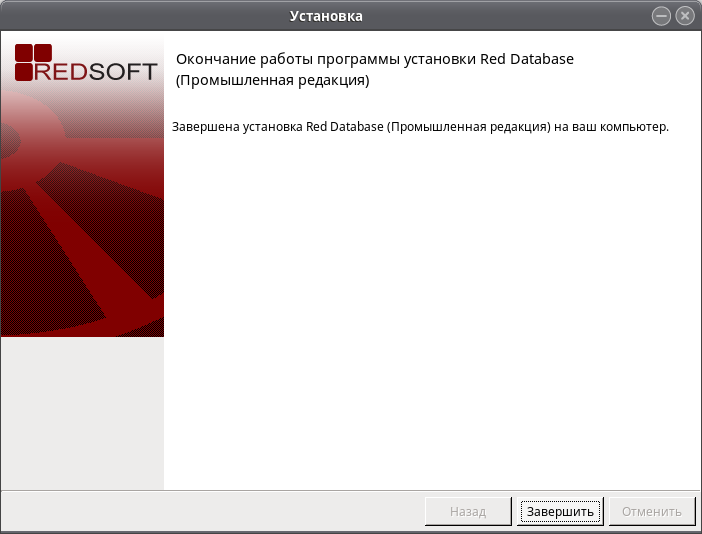 Установка
REDSOFT
Окончание работы программы установки Red Database
(Промышленная редакция)
Завершена установка Red Database (Промышленная редакция) на ваш компьютер.
Назад
Завершить
Отменить